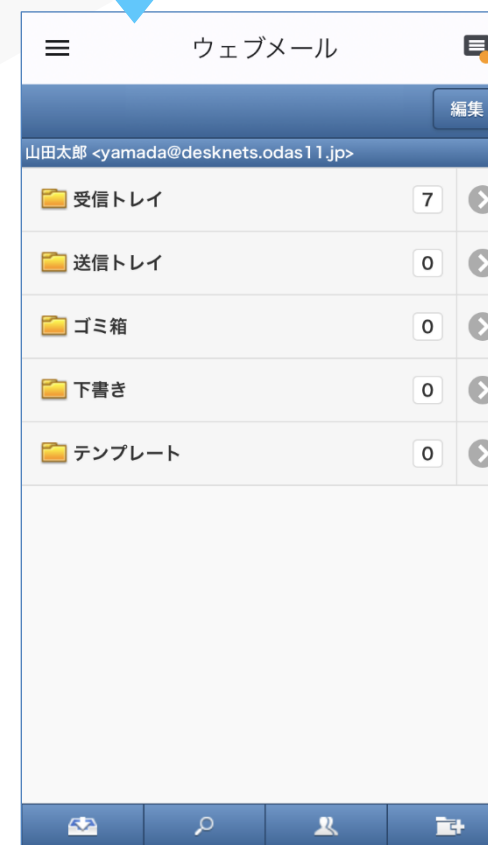 ウェブメール
編集
山田太郎 <yamada@desknets.odas11.jp>
受信トレイ 7
送信トレイ 0
ゴミ箱 0
下書き 0
テンプレート 0